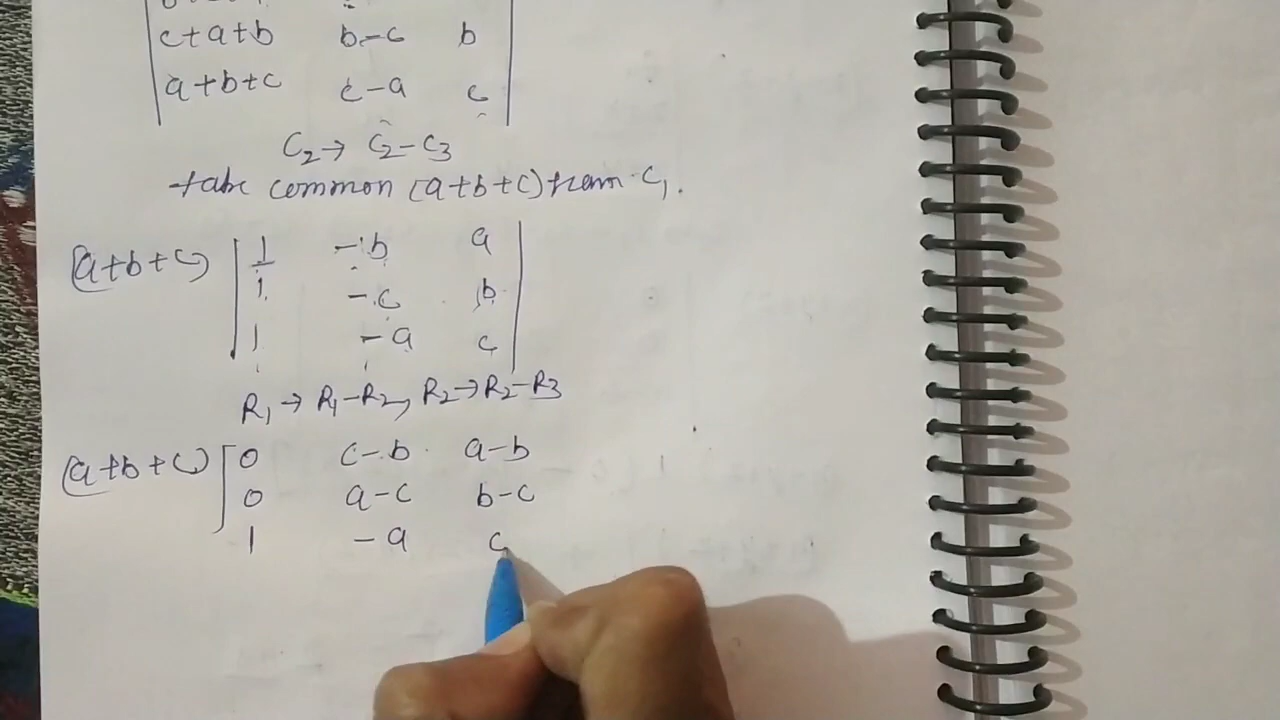 c+a+b b-c b
a+b+c c-a c
C2→ C2-C3
take common (a+b+c) from C1.
(a+b+c) 1 -b a
1 -c b
1 -a c
R1 → R1-R2, R2→R2-R3
(a+b+c) 0 c-b a-b
0 a-c b-c
1 -a c